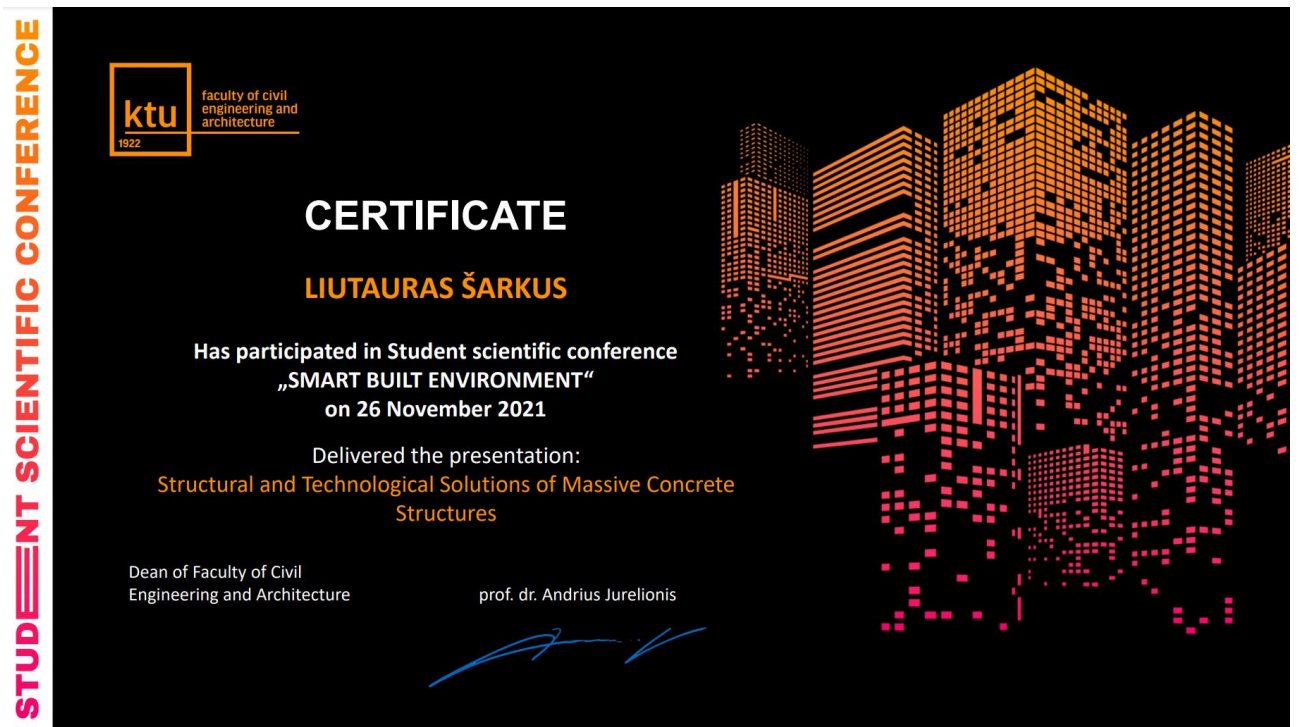 STUDENT SCIENTIFIC CONFERENCE
ktu
1922
faculty of civil
engineering and
architecture
CERTIFICATE
LIUTAURAS ŠARKUS
Has participated in Student scientific conference
„SMART BUILT ENVIRONMENT“
on 26 November 2021
Delivered the presentation:
Structural and Technological Solutions of Massive Concrete
Structures
Dean of Faculty of Civil
Engineering and Architecture
prof. dr. Andrius Jurelionis